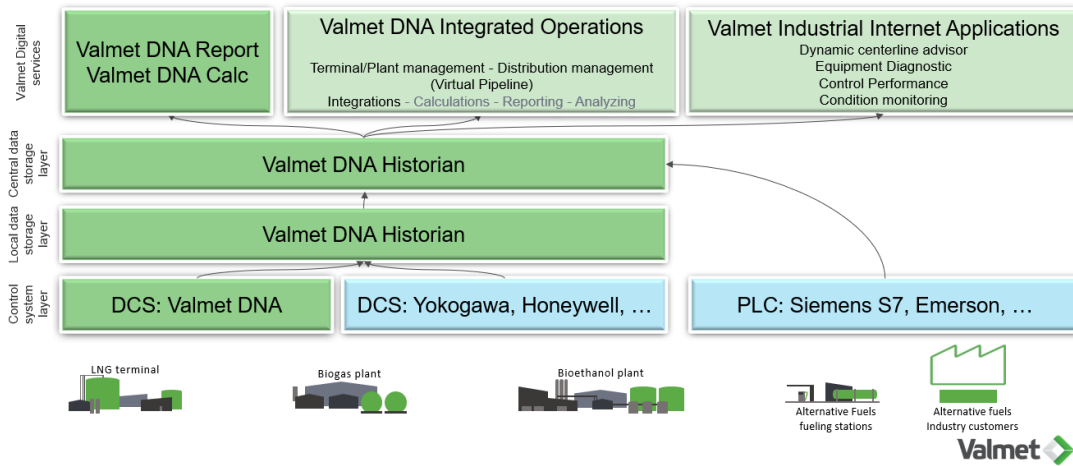 Valmet Digital
services
Valmet DNA Report
Valmet DNA Calc
Valmet DNA Integrated Operations
Terminal/Plant management - Distribution management
(Virtual Pipeline)
Integrations - Calculations - Reporting - Analyzing
Valmet Industrial Internet Applications
Dynamic centerline advisor
Equipment Diagnostic
Control Performance
Condition monitoring
Central data
storage
layer
Valmet DNA Historian
Local data
storage
layer
Valmet DNA Historian
Control
system
layer
DCS: Valmet DNA
DCS: Yokogawa, Honeywell, …
PLC: Siemens S7, Emerson, …
LNG terminal
Biogas plant
Bioethanol plant
Alternative Fuels
fueling stations
Alternative fuels
Industry customers
Valmet